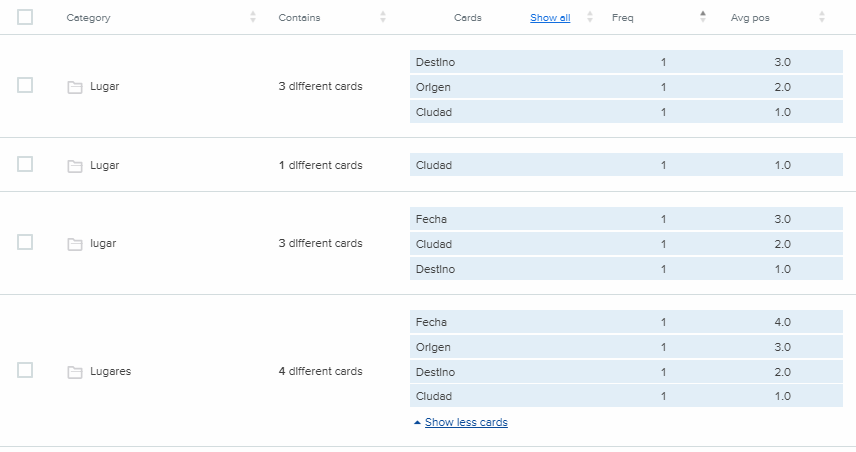 Category Contains Cards Show all Freq Avg pos
Destino 1 3.0
Lugar 3 different cards Origen 1 2.0
Ciudad 1 1.0
Lugar 1 different cards Ciudad 1 1.0
Fecha 1 3.0
lugar 3 different cards Ciudad 1 2.0
Destino 1 1.0
Fecha 1 4.0
Origen 1 3.0
Lugares 4 different cards Destino 1 2.0
Ciudad 1 1.0
Show less cards